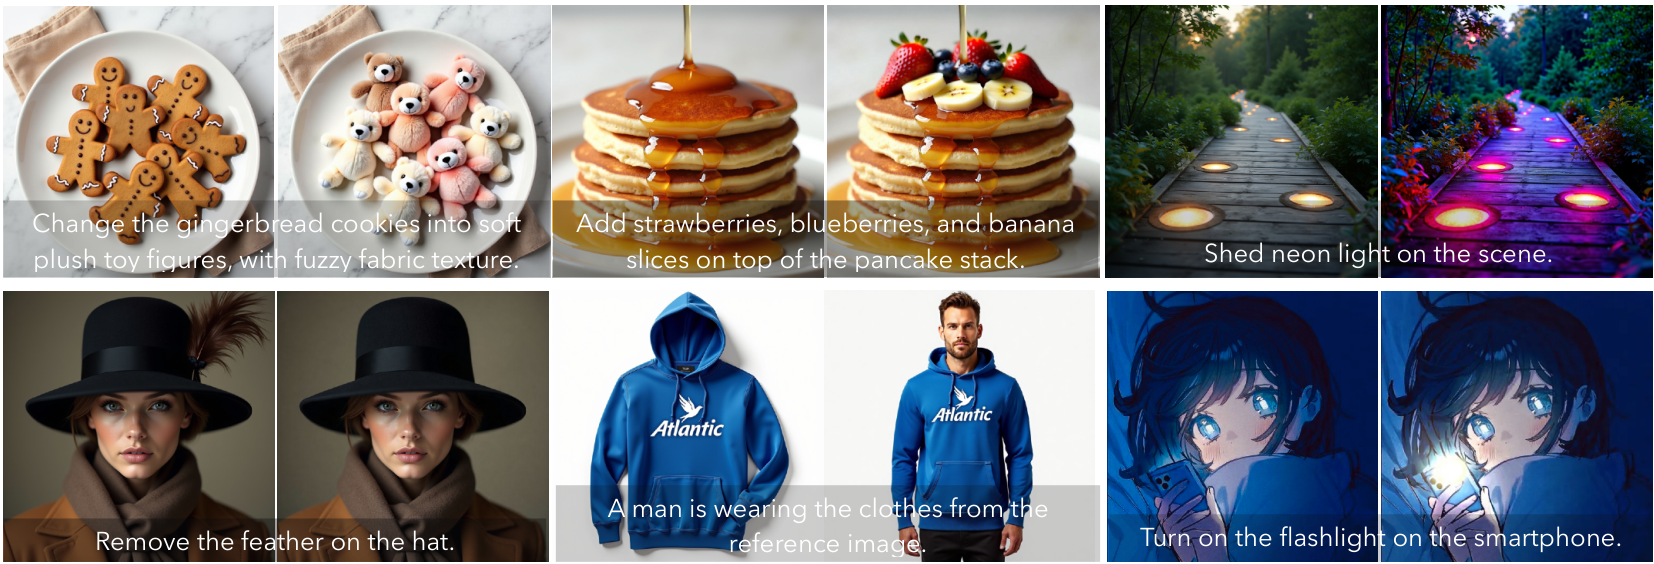 Change the gingerbread cookies into soft
plush toy figures, with fuzzy fabric texture.
Add strawberries, blueberries, and banana
slices on top of the pancake stack.
Shed neon light on the scene.
Remove the feather on the hat.
Atlantic
Atlantic
A man is wearing the clothes from the
reference image.
Turn on the flashlight on the smartphone.